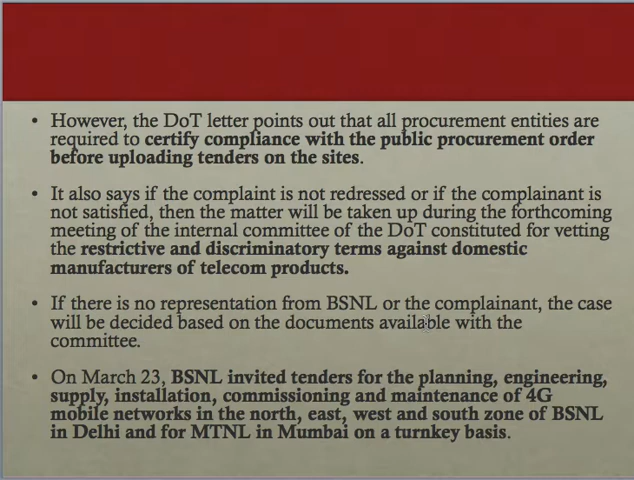 • However, the DoT letter points out that all procurement entities are
required to certify compliance with the public procurement order
before uploading tenders on the sites.
• It also says if the complaint is not redressed or if the complainant is
not satisfied, then the matter will be taken up during the forthcoming
meeting of the internal committee of the DoT constituted for vetting
the restrictive and discriminatory terms against domestic
manufacturers of telecom products.
• If there is no representation from BSNL or the complainant, the case
will be decided based on the documents available with the
committee.
• On March 23, BSNL invited tenders for the planning, engineering,
supply, installation, commissioning and maintenance of 4G
mobile networks in the north, east, west and south zone of BSNL
in Delhi and for MTNL in Mumbai on a turnkey basis.